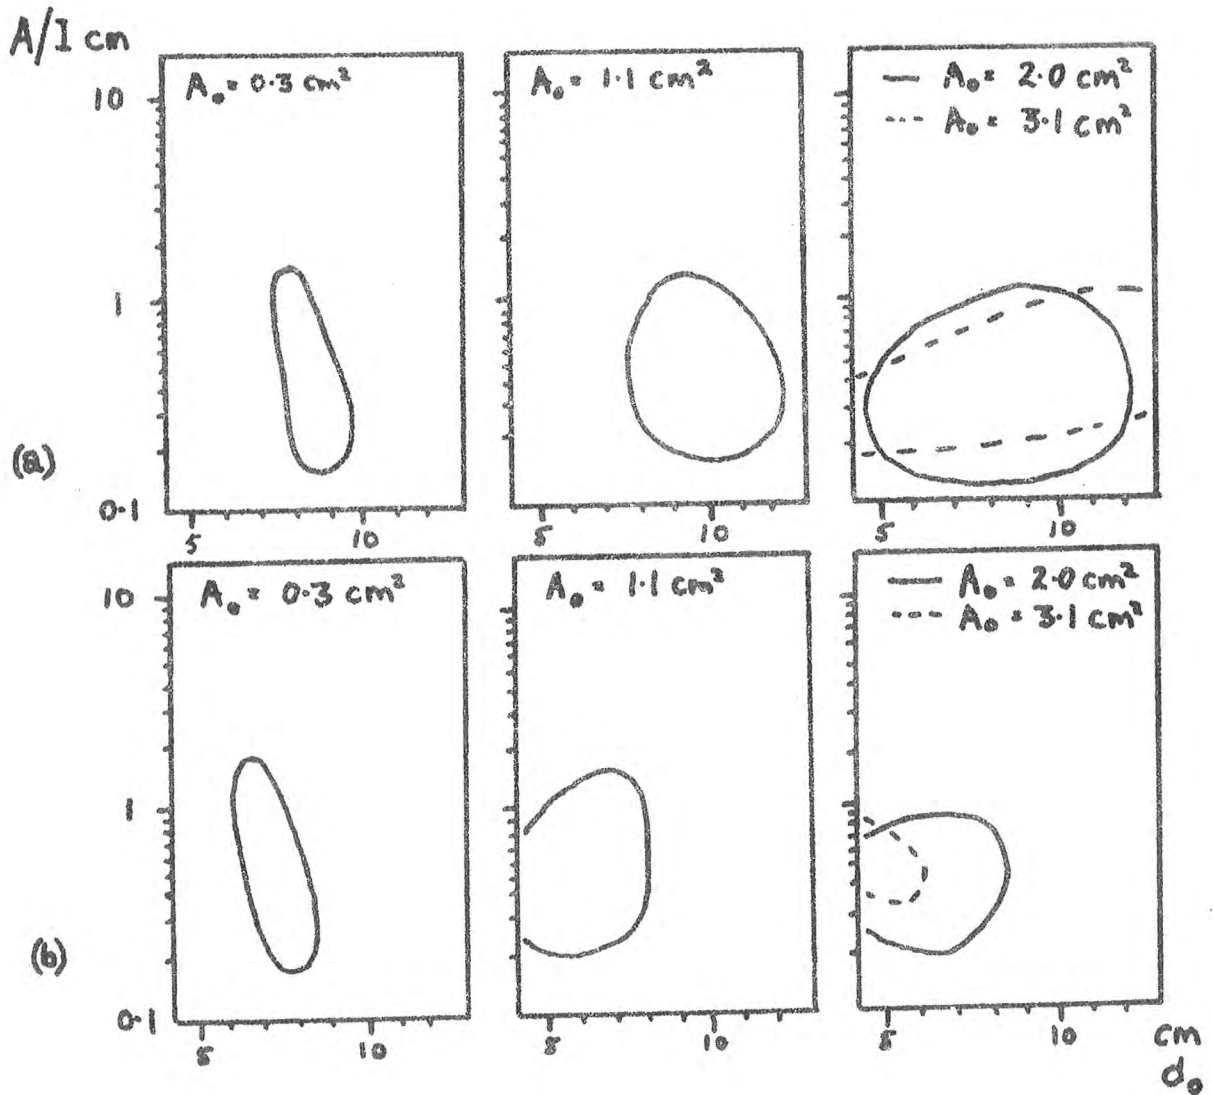 A/I cm
A₀ = 0.3 cm²
A₀ = 1.1 cm²
— A₀ = 2.0 cm²
--- A₀ = 3.1 cm²
10
1
0.1
(a)
5 10
5 10
5 10
A₀ = 0.3 cm²
A₀ = 1.1 cm²
— A₀ = 2.0 cm²
--- A₀ = 3.1 cm²
10
1
0.1
(b)
5 10
5 10
5 10 cm
d₀